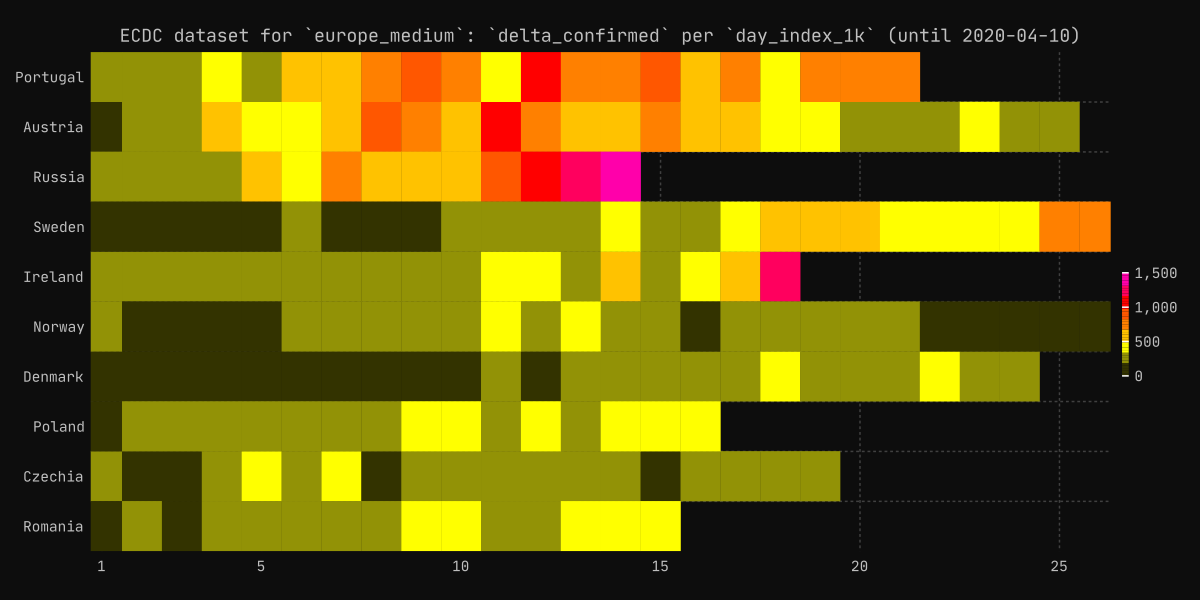 ECDC dataset for `europe_medium`: `delta_confirmed` per `day_index_1k` (until 2020-04-10)
Portugal
Austria
Russia
Sweden
Ireland
Norway
Denmark
Poland
Czechia
Romania
1 5 10 15 20 25
1,500
1,000
500
0